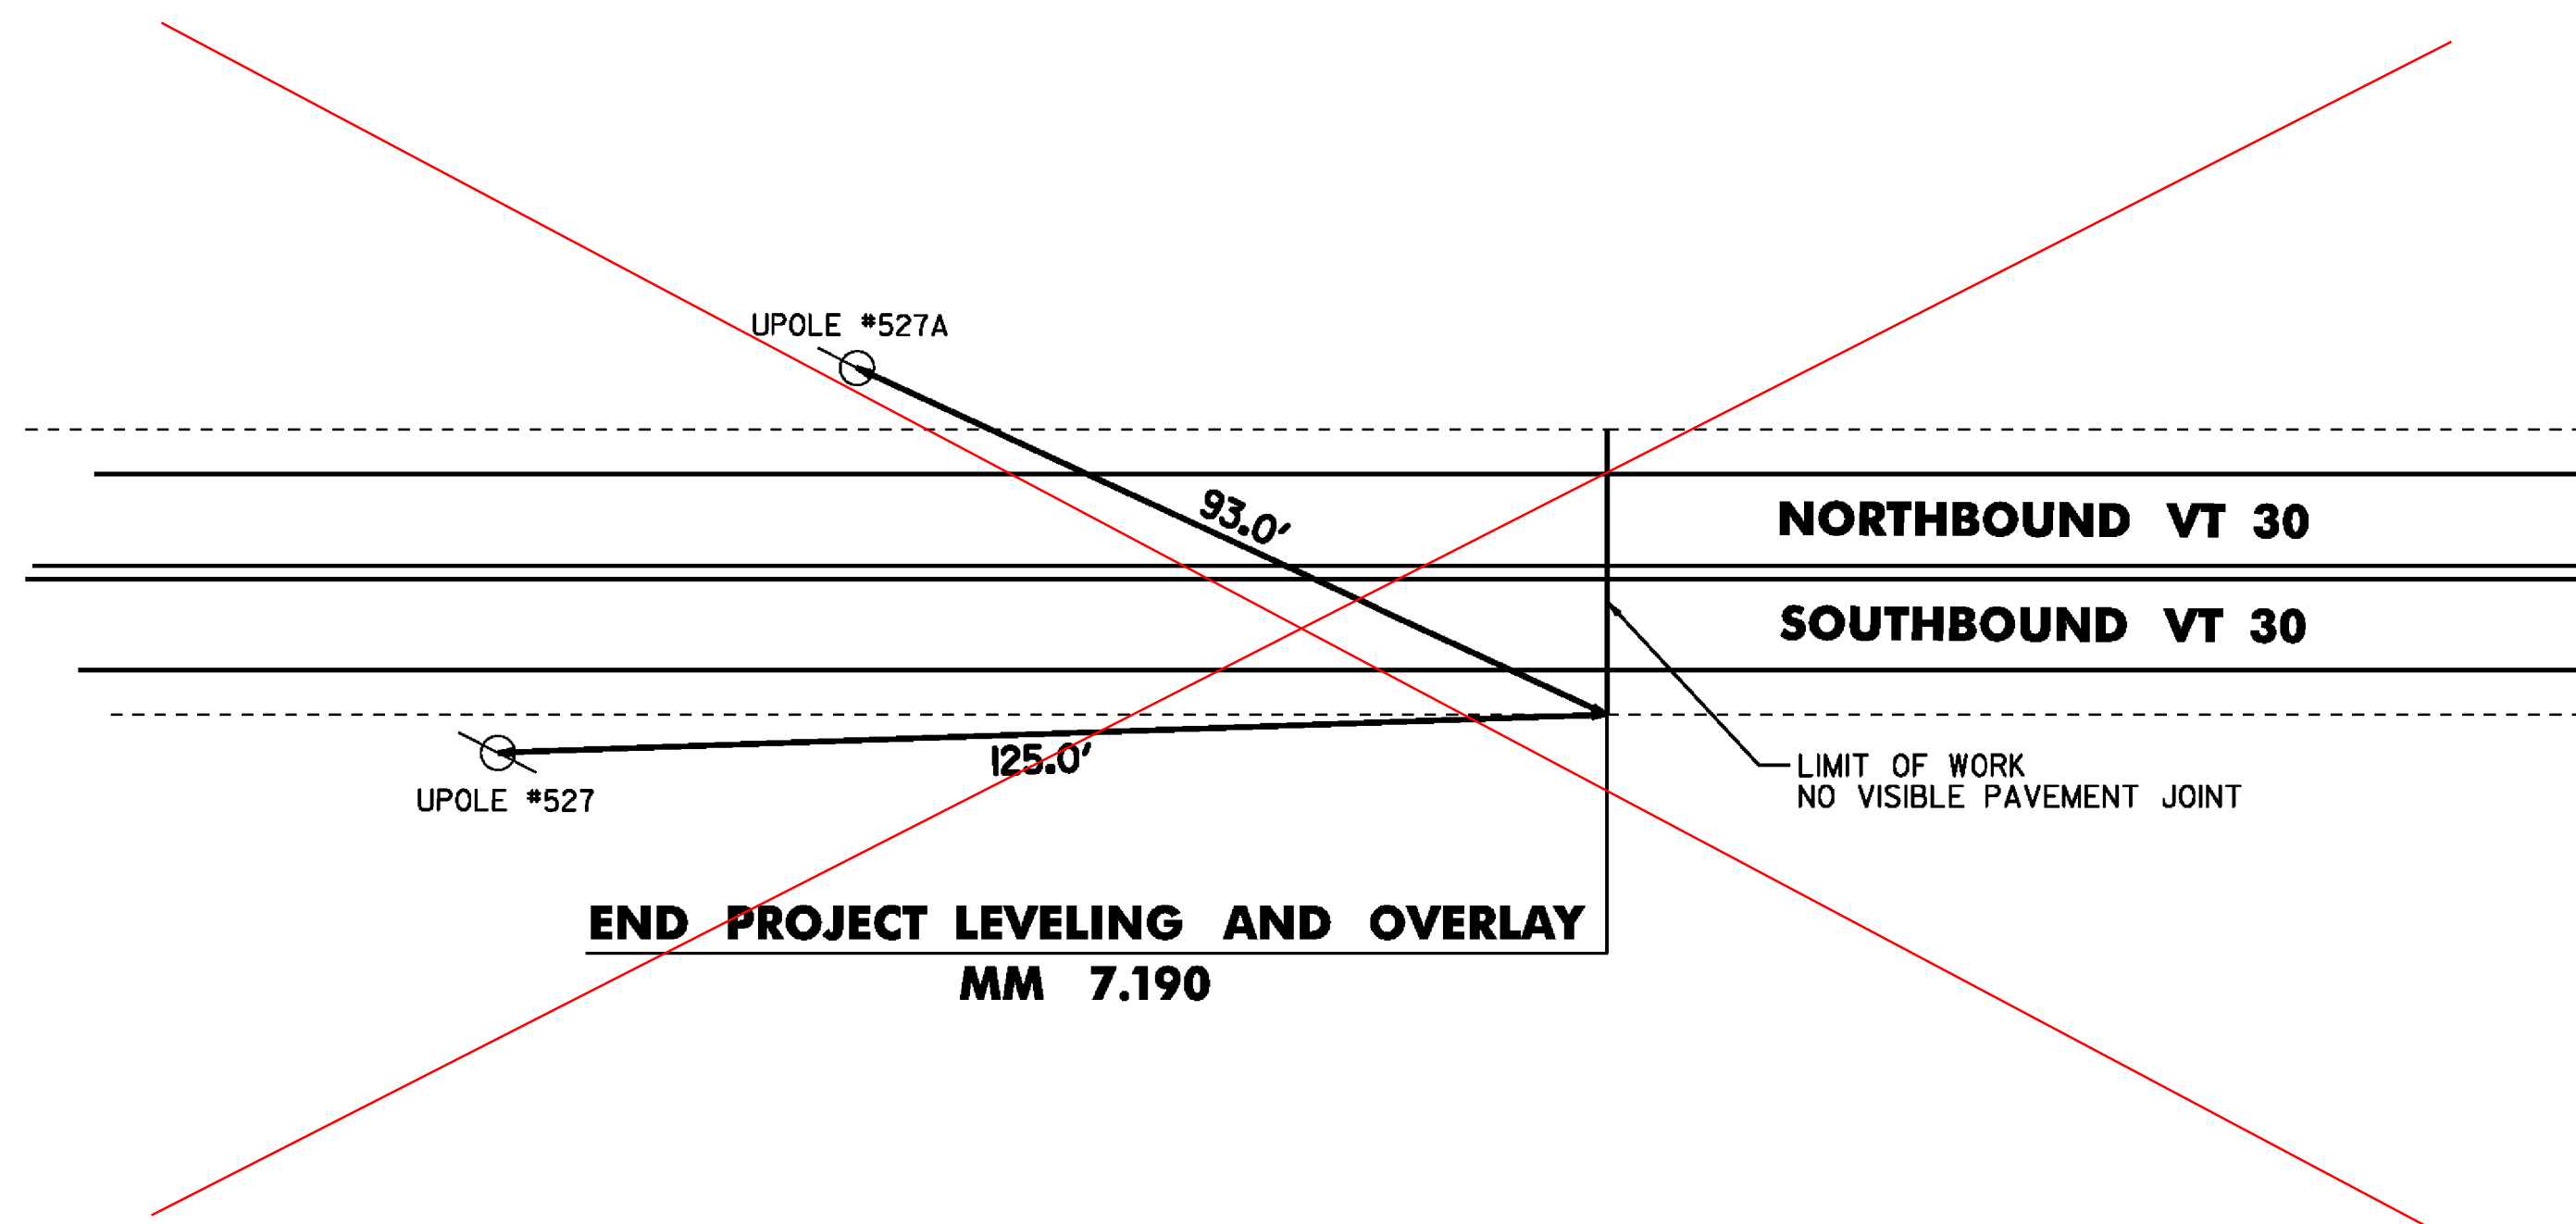 UPOLE #527A
93.0'
NORTHBOUND VT 30
SOUTHBOUND VT 30
125.0'
UPOLE #527
LIMIT OF WORK
NO VISIBLE PAVEMENT JOINT
END PROJECT LEVELING AND OVERLAY
MM 7.190